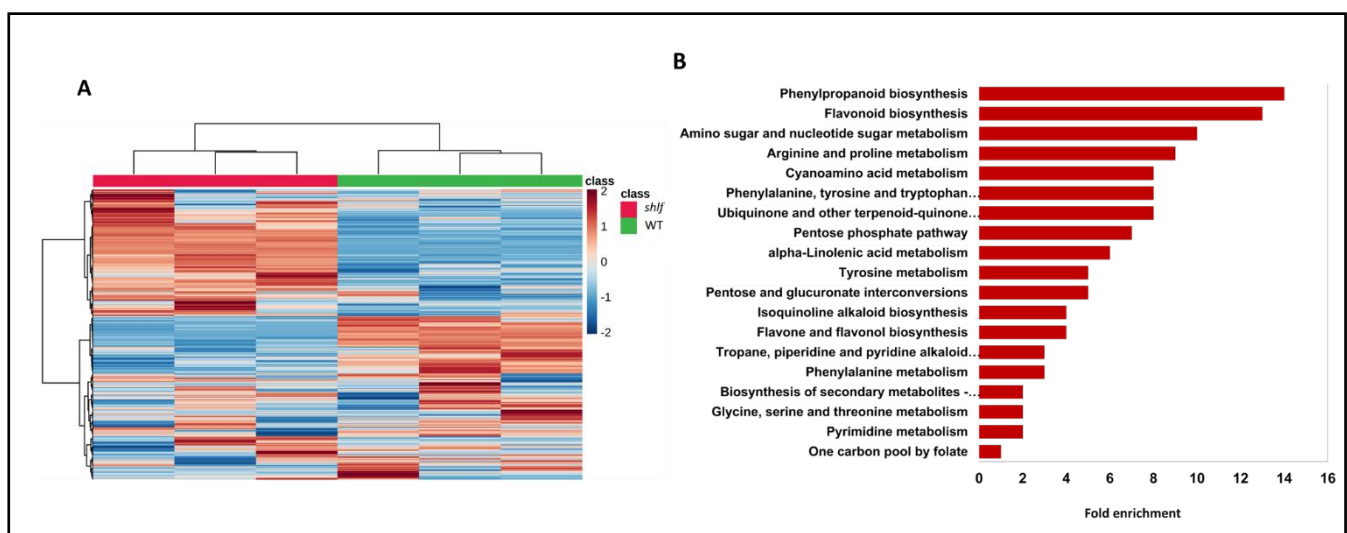 A
class
2
1
0
-1
-2
class
shlf
WT
B
Phenylpropanoid biosynthesis
Flavonoid biosynthesis
Amino sugar and nucleotide sugar metabolism
Arginine and proline metabolism
Cyanoamino acid metabolism
Phenylalanine, tyrosine and tryptophan…
Ubiquinone and other terpenoid-quinone…
Pentose phosphate pathway
alpha-Linolenic acid metabolism
Tyrosine metabolism
Pentose and glucuronate interconversions
Isoquinoline alkaloid biosynthesis
Flavone and flavonol biosynthesis
Tropane, piperidine and pyridine alkaloid…
Phenylalanine metabolism
Biosynthesis of secondary metabolites -…
Glycine, serine and threonine metabolism
Pyrimidine metabolism
One carbon pool by folate
0 2 4 6 8 10 12 14 16
Fold enrichment